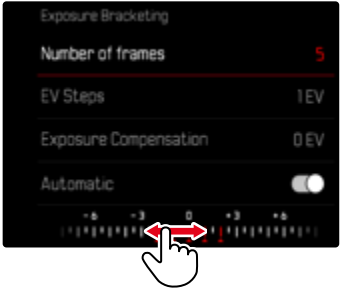 Exposure Bracketing
Number of frames 5
EV Steps 1 EV
Exposure Compensation 0 EV
Automatic
-6 -3 0 +3 +6